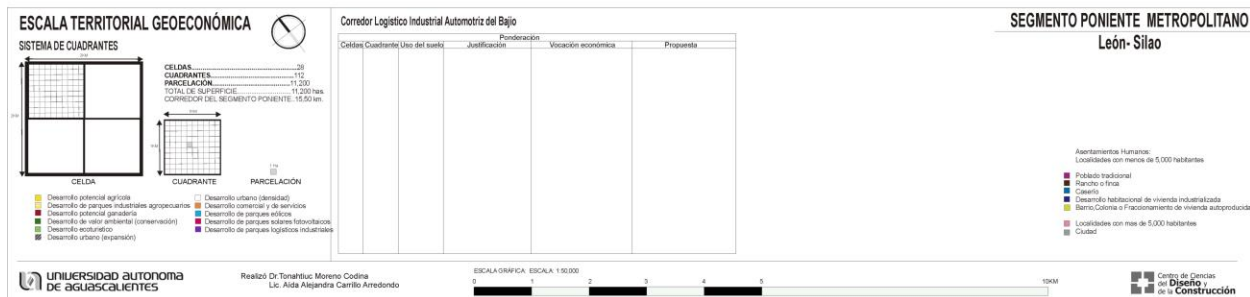 ESCALA TERRITORIAL GEOECONÓMICA
SISTEMA DE CUADRANTES
CELDAS..............28
CUADRANTES..............112
PARCELACIÓN..............11,200
TOTAL DE SUPERFICIE..............11,200 has.
CORREDOR DEL SEGMENTO PONIENTE. 15.50 km.
1 Ha
CELDA
CUADRANTE
PARCELACIÓN
Desarrollo potencial agrícola
Desarrollo de parques industriales agropecuarios
Desarrollo potencial ganadería
Desarrollo de valor ambiental (conservación)
Desarrollo ecoturistico
Desarrollo urbano (expansión)
Desarrollo urbano (densidad)
Desarrollo comercial y de servicios
Desarrollo de parques eólicos
Desarrollo de parques solares fotovoltaicos
Desarrollo de parques logísticos industriales
Corredor Logistico Industrial Automotriz del Bajio
Ponderación
Celdas Cuadrante Uso del suelo Justificación Vocación económica Propuesta
SEGMENTO PONIENTE METROPOLITANO
León- Silao
Asentamientos Humanos:
Localidades con menos de 5,000 habitantes
Poblado tradicional
Rancho o finca
Caserío
Desarrollo habitacional de vivienda industrializada
Barrio,Colonia o Fraccionamiento de vivienda autoproducida
Localidades con mas de 5,000 habitantes
Ciudad
UNIVERSIDAD AUTONOMA
DE AGUASCALIENTES
Realizó Dr.Tonahtiuc Moreno Codina
Lic. Aida Alejandra Carrillo Arredondo
ESCALA GRÁFICA: ESCALA: 1:50,000
0 1 2 3 4 5 10KM
Centro de Ciencias
del Diseño y
de la Construcción